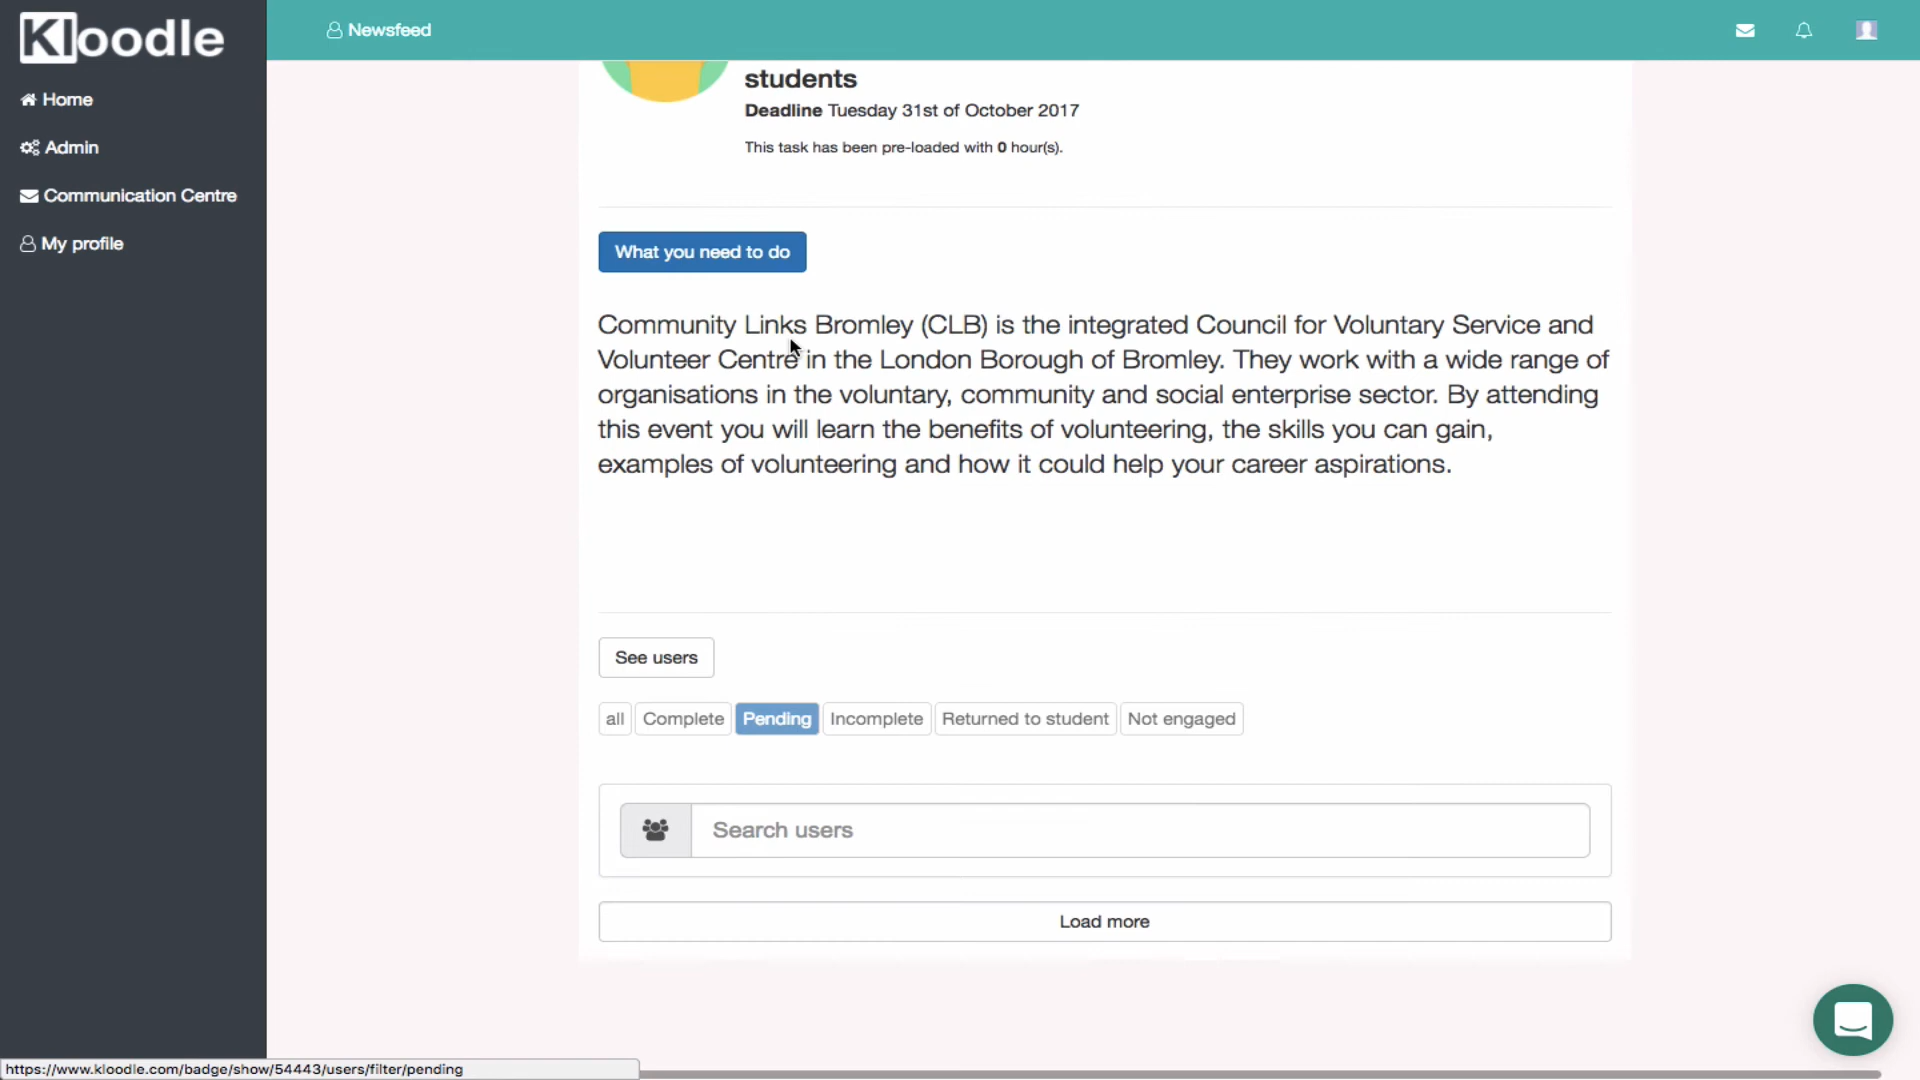 Kloodle
Newsfeed
Home
Admin
Communication Centre
My profile
students
Deadline Tuesday 31st of October 2017
This task has been pre-loaded with 0 hour(s).
What you need to do
Community Links Bromley (CLB) is the integrated Council for Voluntary Service and
Volunteer Centre in the London Borough of Bromley. They work with a wide range of
organisations in the voluntary, community and social enterprise sector. By attending
this event you will learn the benefits of volunteering, the skills you can gain,
examples of volunteering and how it could help your career aspirations.
See users
all Complete Pending Incomplete Returned to student Not engaged
Search users
Load more
https://www.kloodle.com/badge/show/54443/users/filter/pending